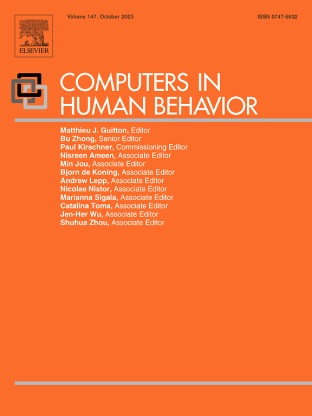 Volume 147, October 2023
ISSN 0747-5632
ELSEVIER
COMPUTERS IN
HUMAN BEHAVIOR
Matthieu J. Guitton, Editor
Bu Zhong, Senior Editor
Paul Kirschner, Commissioning Editor
Nisreen Ameen, Associate Editor
Min Jou, Associate Editor
Bjorn de Koning, Associate Editor
Andrew Lepp, Associate Editor
Nicolae Nistor, Associate Editor
Marianna Sigala, Associate Editor
Catalina Toma, Associate Editor
Jen-Her Wu, Associate Editor
Shuhua Zhou, Associate Editor